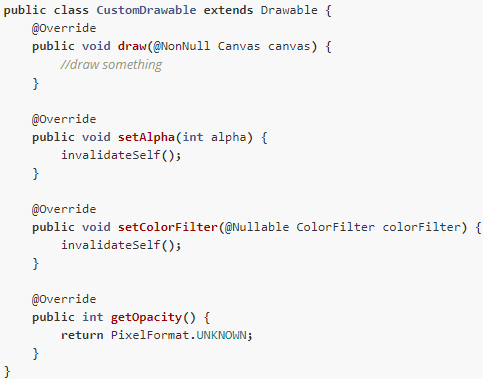 public class CustomDrawable extends Drawable {
    @Override
    public void draw(@NonNull Canvas canvas) {
        //draw something
    }

    @Override
    public void setAlpha(int alpha) {
        invalidateSelf();
    }

    @Override
    public void setColorFilter(@Nullable ColorFilter colorFilter) {
        invalidateSelf();
    }

    @Override
    public int getOpacity() {
        return PixelFormat.UNKNOWN;
    }
}